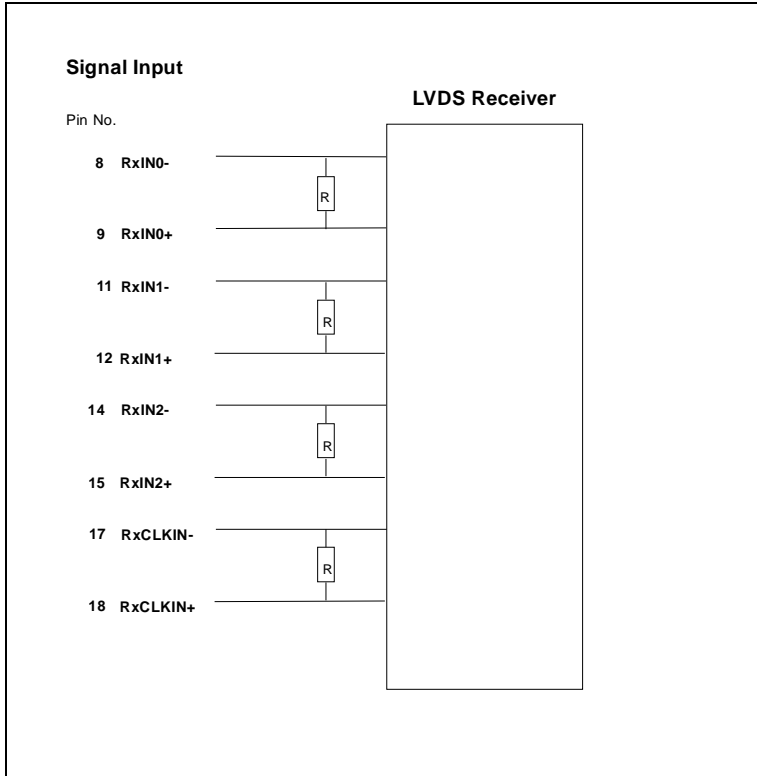 Signal Input
LVDS Receiver
Pin No.
8 RxIN0-
R
9 RxIN0+
11 RxIN1-
R
12 RxIN1+
14 RxIN2-
R
15 RxIN2+
17 RxCLKIN-
R
18 RxCLKIN+